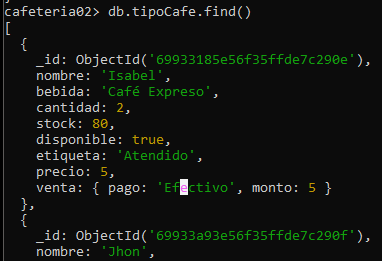 cafeteria02> db.tipoCafe.find()
[
{
_id: ObjectId('69933185e56f35ffde7c290e'),
nombre: 'Isabel',
bebida: 'Café Expreso',
cantidad: 2,
stock: 80,
disponible: true,
etiqueta: 'Atendido',
precio: 5,
venta: { pago: 'Efectivo', monto: 5 }
},
{
_id: ObjectId('69933a93e56f35ffde7c290f'),
nombre: 'Jhon',